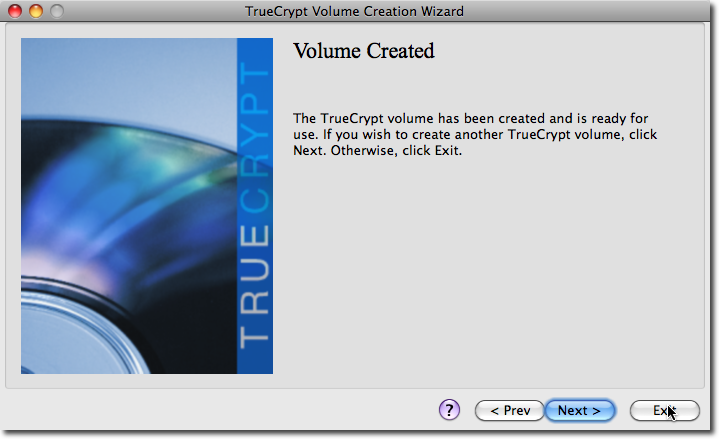 TrueCrypt Volume Creation Wizard
TRUECRYPT
Volume Created
The TrueCrypt volume has been created and is ready for
use. If you wish to create another TrueCrypt volume, click
Next. Otherwise, click Exit.
? < Prev Next > Exit